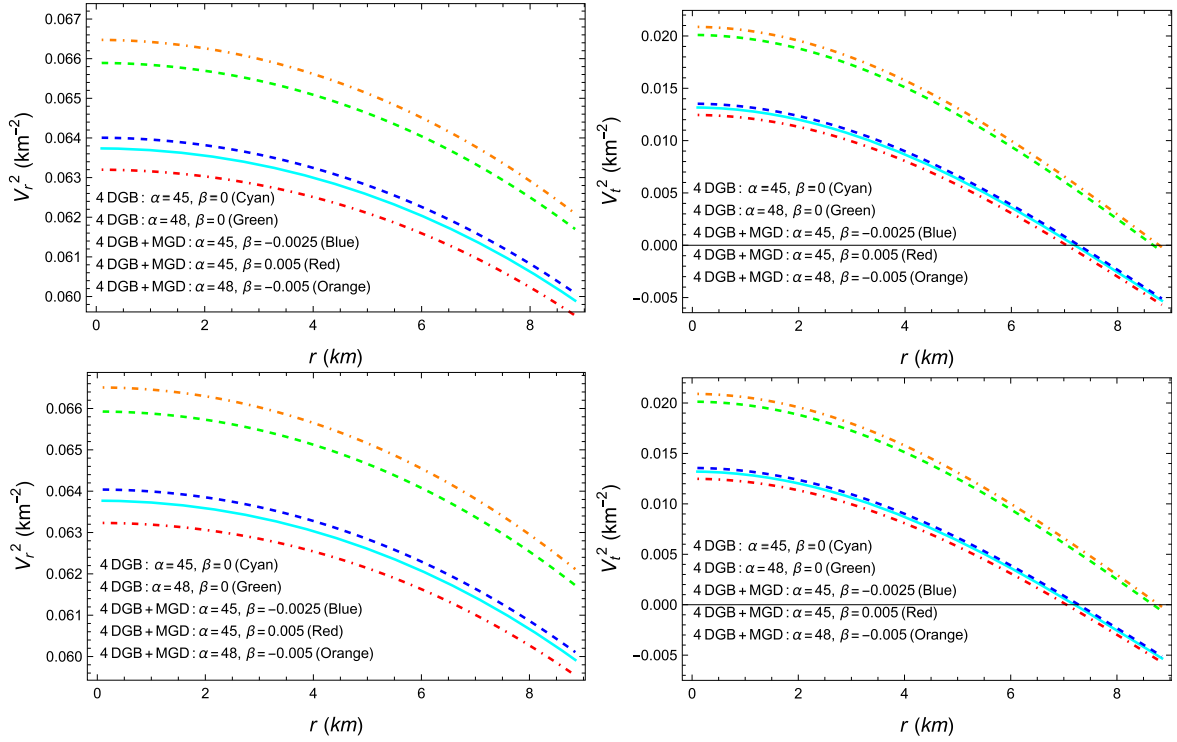 0.067
0.066
0.065
0.064
0.063
0.062
0.061
0.060
V_r^2 (km^−2)
4 DGB : α = 45, β = 0 (Cyan)
4 DGB : α = 48, β = 0 (Green)
4 DGB + MGD : α = 45, β = −0.0025 (Blue)
4 DGB + MGD : α = 45, β = 0.005 (Red)
4 DGB + MGD : α = 48, β = −0.005 (Orange)
0 2 4 6 8
r (km)
0.020
0.015
0.010
0.005
0.000
−0.005
V_t^2 (km^−2)
4 DGB : α = 45, β = 0 (Cyan)
4 DGB : α = 48, β = 0 (Green)
4 DGB + MGD : α = 45, β = −0.0025 (Blue)
4 DGB + MGD : α = 45, β = 0.005 (Red)
4 DGB + MGD : α = 48, β = −0.005 (Orange)
0 2 4 6 8
r (km)
0.066
0.065
0.064
0.063
0.062
0.061
0.060
V_r^2 (km^−2)
4 DGB : α = 45, β = 0 (Cyan)
4 DGB : α = 48, β = 0 (Green)
4 DGB + MGD : α = 45, β = −0.0025 (Blue)
4 DGB + MGD : α = 45, β = 0.005 (Red)
4 DGB + MGD : α = 48, β = −0.005 (Orange)
0 2 4 6 8
r (km)
0.020
0.015
0.010
0.005
0.000
−0.005
V_t^2 (km^−2)
4 DGB : α = 45, β = 0 (Cyan)
4 DGB : α = 48, β = 0 (Green)
4 DGB + MGD : α = 45, β = −0.0025 (Blue)
4 DGB + MGD : α = 45, β = 0.005 (Red)
4 DGB + MGD : α = 48, β = −0.005 (Orange)
0 2 4 6 8
r (km)